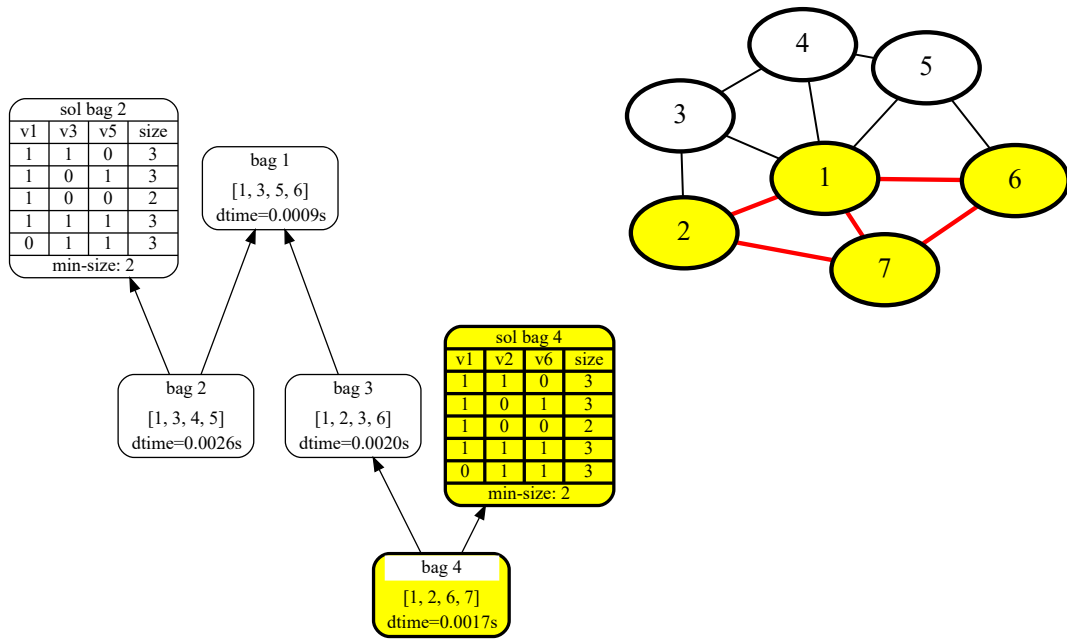 sol bag 2
v1 v3 v5 size
1 1 0 3
1 0 1 3
1 0 0 2
1 1 1 3
0 1 1 3
min-size: 2
bag 1
[1, 3, 5, 6]
dtime=0.0009s
bag 2
[1, 3, 4, 5]
dtime=0.0026s
bag 3
[1, 2, 3, 6]
dtime=0.0020s
sol bag 4
v1 v2 v6 size
1 1 0 3
1 0 1 3
1 0 0 2
1 1 1 3
0 1 1 3
min-size: 2
bag 4
[1, 2, 6, 7]
dtime=0.0017s
4
5
3
1
6
2
7